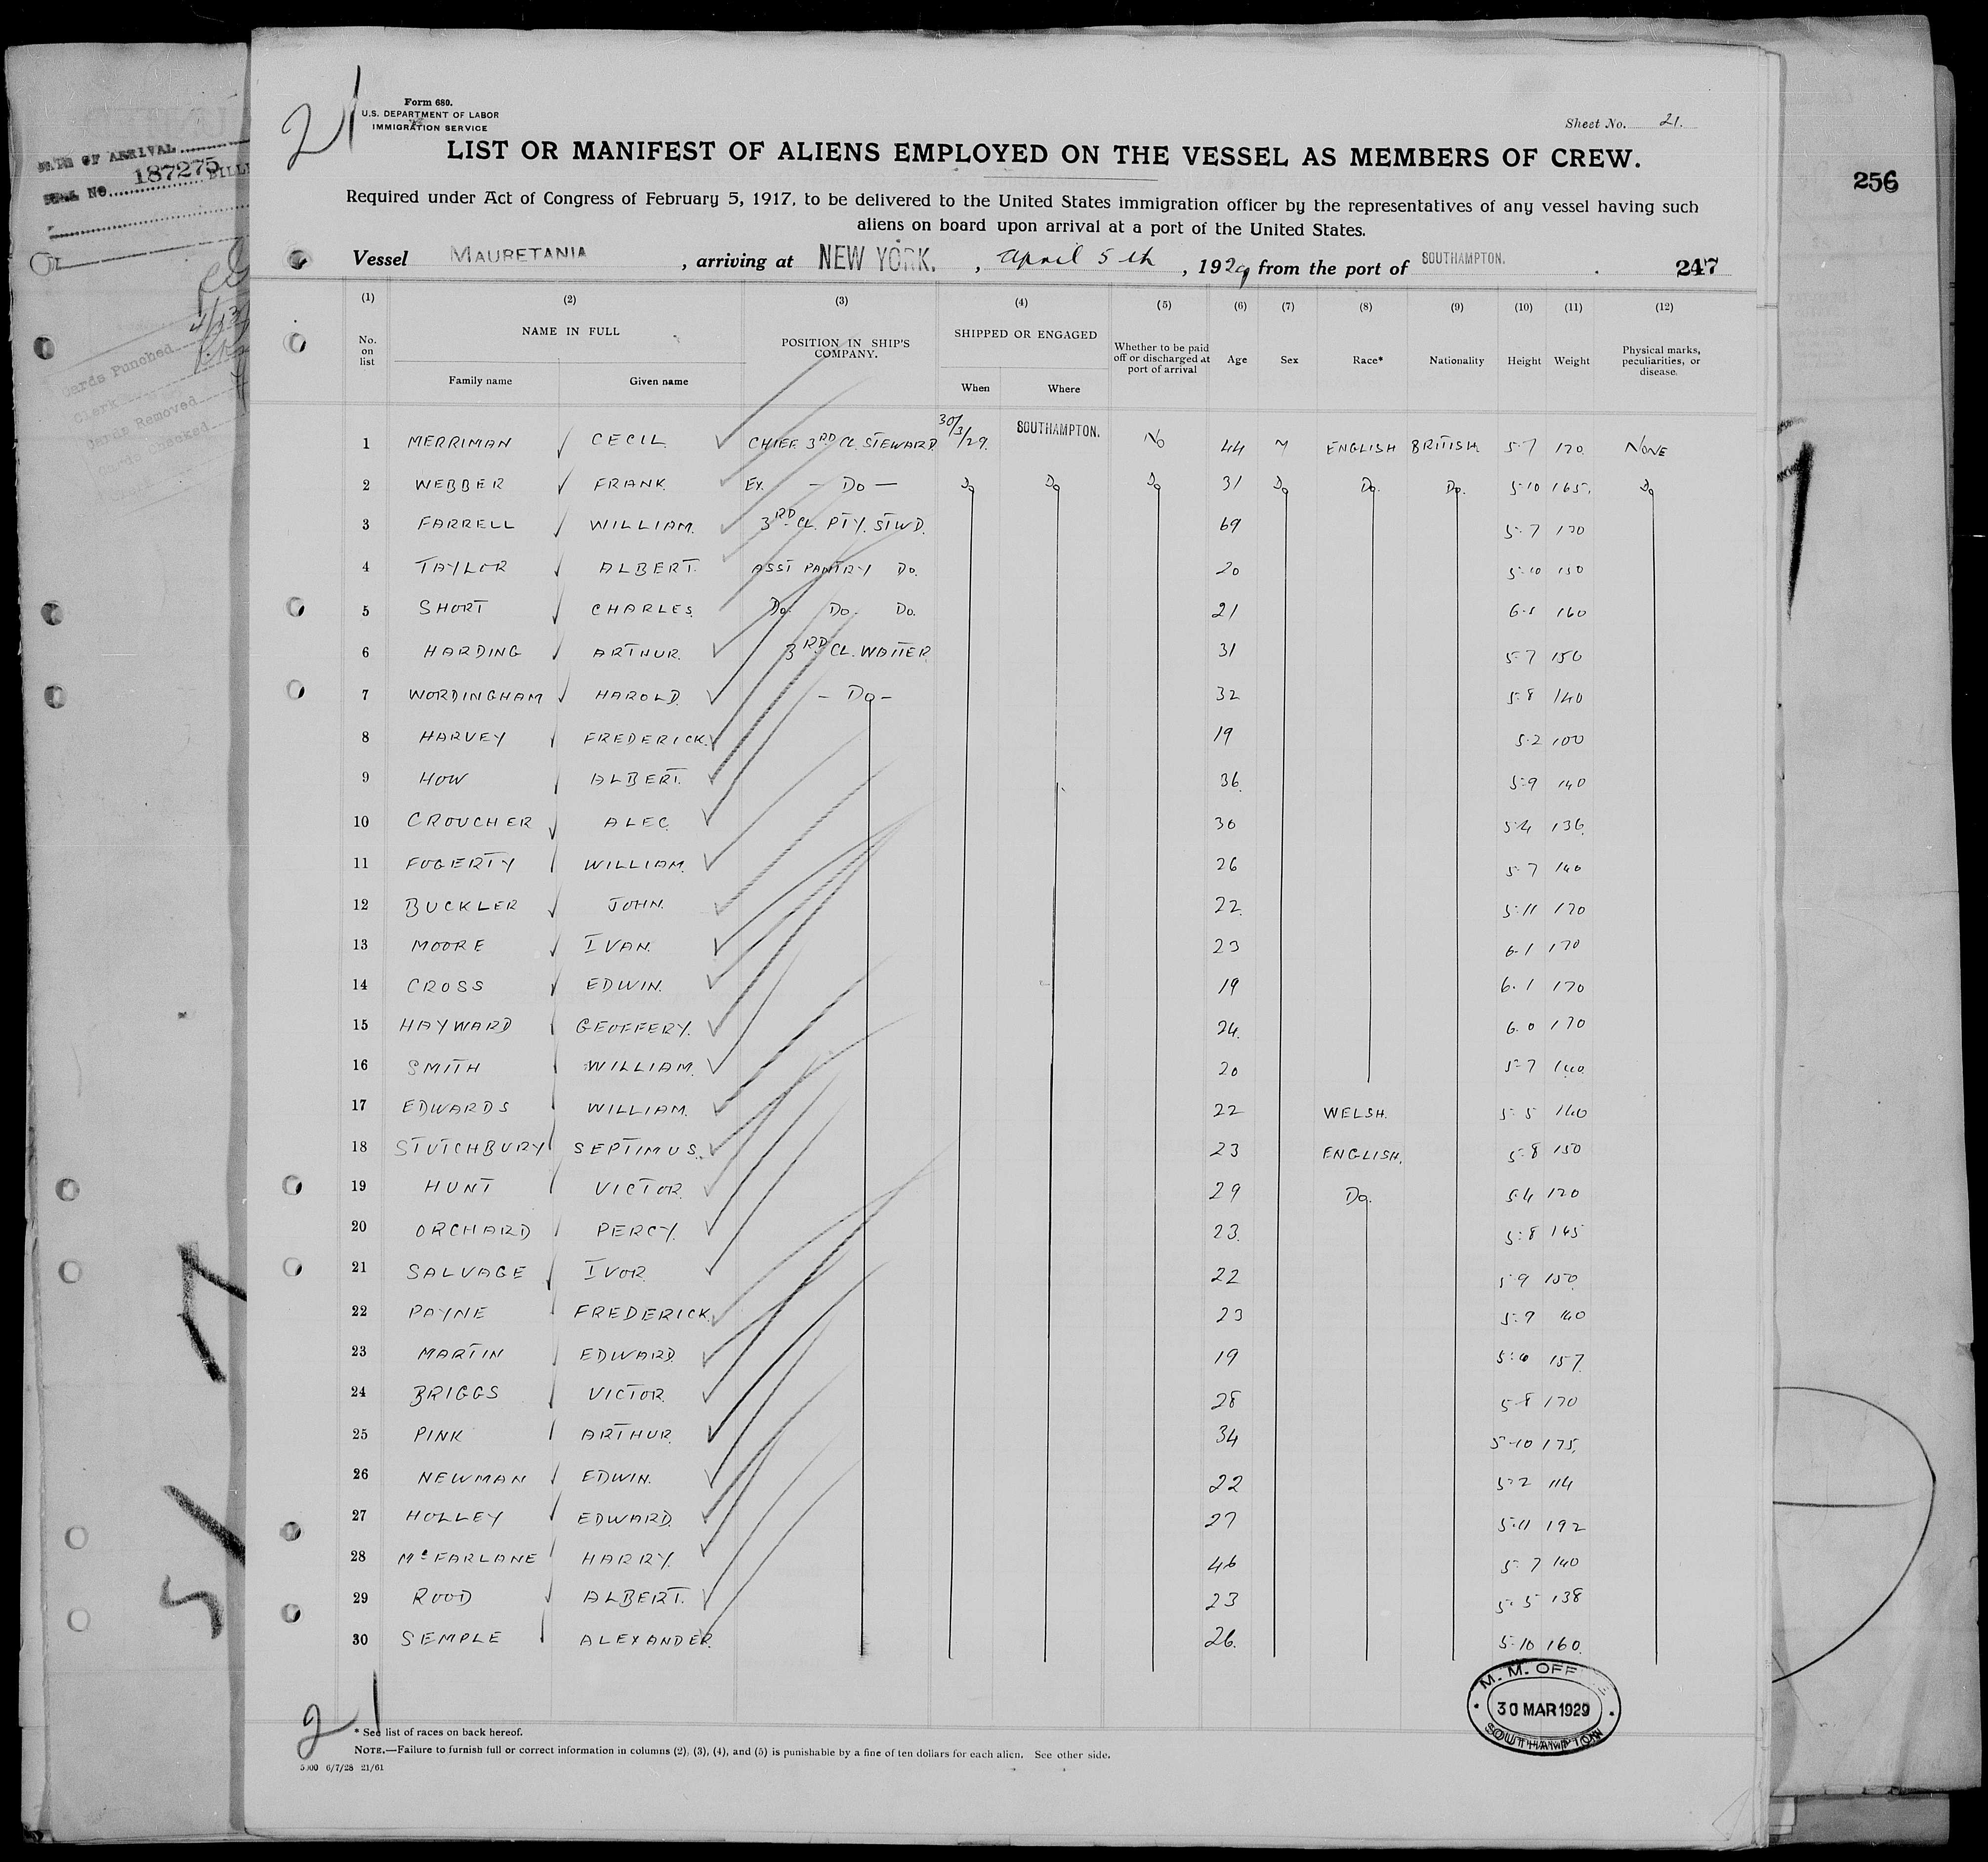 DATE OF ARRIVAL
187275
Cards Punched
Clerk
Cards Removed
Cards Checked
Clerk
256
21
Form 680.
U.S. DEPARTMENT OF LABOR
IMMIGRATION SERVICE
Sheet No. 21.
LIST OR MANIFEST OF ALIENS EMPLOYED ON THE VESSEL AS MEMBERS OF CREW.
Required under Act of Congress of February 5, 1917, to be delivered to the United States immigration officer by the representatives of any vessel having such
aliens on board upon arrival at a port of the United States.
Vessel MAURETANIA, arriving at NEW YORK., April 5th, 1929 from the port of SOUTHAMPTON. 247
(1) (2) (3) (4) (5) (6) (7) (8) (9) (10) (11) (12)
No. on list NAME IN FULL POSITION IN SHIP'S COMPANY. SHIPPED OR ENGAGED Whether to be paid off or discharged at port of arrival Age Sex Race* Nationality Height Weight Physical marks, peculiarities, or disease.
Family name Given name When Where
1 MERRIMAN CECIL CHIEF 3RD CL. STEWARD. 30/3/29. SOUTHAMPTON. No 44 M ENGLISH BRITISH. 5-7 170. NONE
2 WEBBER FRANK. Ex. - Do - Do Do Do 31 Do Do. Do. 5-10 165. Do
3 FARRELL WILLIAM. 3RD CL. PTY. STWD. 69 5-7 170
4 TAYLOR ALBERT. ASST PANTRY Do. 20 5-10 150
5 SHORT CHARLES. Do. Do. Do. 21 6-1 160
6 HARDING ARTHUR. 3RD CL. WAITER 31 5-7 150
7 WORDINGHAM HAROLD. - Do - 32 5-8 140
8 HARVEY FREDERICK. 19 5-2 100
9 HOW ALBERT. 36. 5-9 140
10 CROUCHER ALEC. 30 5-4 136.
11 FOGERTY WILLIAM. 26 5-7 140
12 BUCKLER JOHN. 22. 5-11 170
13 MOORE IVAN. 23 6-1 170
14 CROSS EDWIN. 19 6-1 170
15 HAYWARD GEOFFERY. 24. 6-0 170
16 SMITH WILLIAM. 20 5-7 140.
17 EDWARDS WILLIAM. 22 WELSH. 5-5 140
18 STUTCHBURY SEPTIMUS. 23 ENGLISH. 5-8 150
19 HUNT VICTOR. 29 Do. 5-4 120
20 ORCHARD PERCY. 23. 5-8 145
21 SALVAGE IVOR. 22 5-9 150.
22 PAYNE FREDERICK. 23 5-9 140
23 MARTIN EDWARD. 19 157.
24 BRIGGS VICTOR. 28 5-8 170
25 PINK ARTHUR. 34 5-10 175.
26 NEWMAN EDWIN. 22 5-2 114
27 HOLLEY EDWARD. 27 5-11 192
28 McFARLANE HARRY. 46 5-7 140
29 ROOD ALBERT. 23 5-5 138
30 SEMPLE ALEXANDER. 26. 5-10 160.
M. M. OFFICE
30 MAR 1929
SOUTHAMPTON
21
* See list of races on back hereof.
NOTE.—Failure to furnish full or correct information in columns (2), (3), (4), and (5) is punishable by a fine of ten dollars for each alien. See other side.
5000 6/7/28 21/61